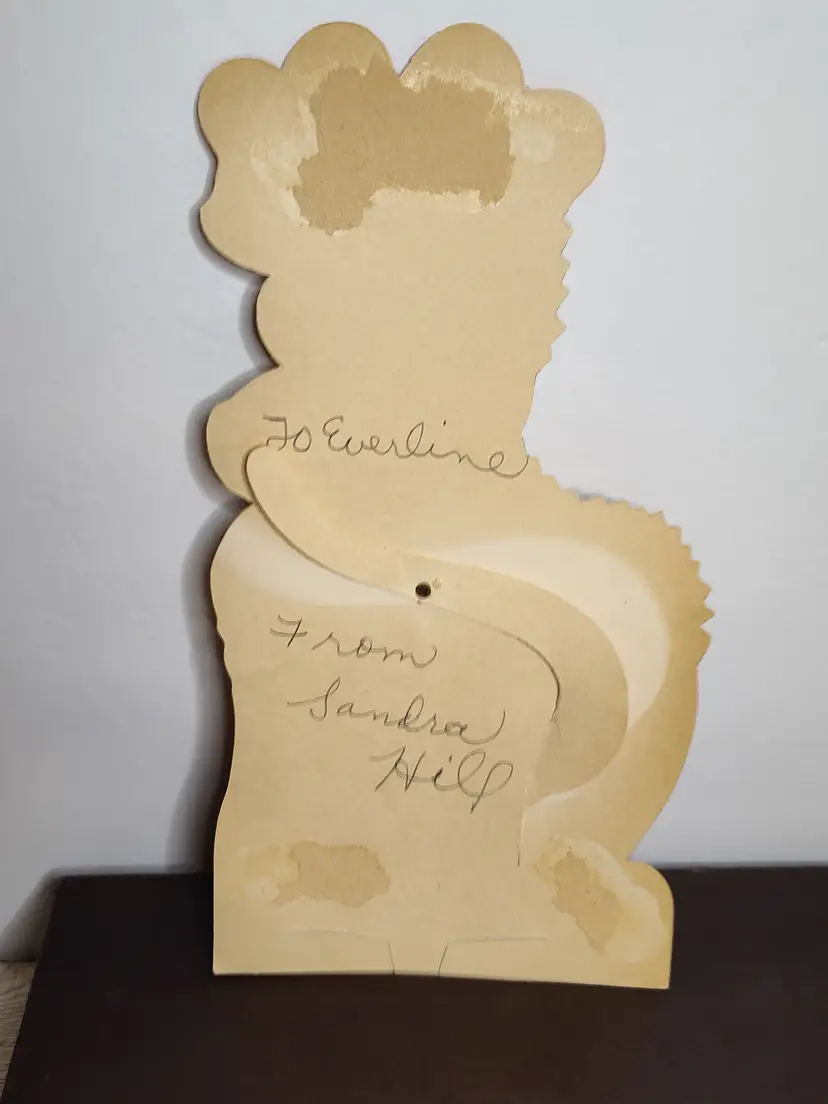 To Everline
From
Sandra
Hill